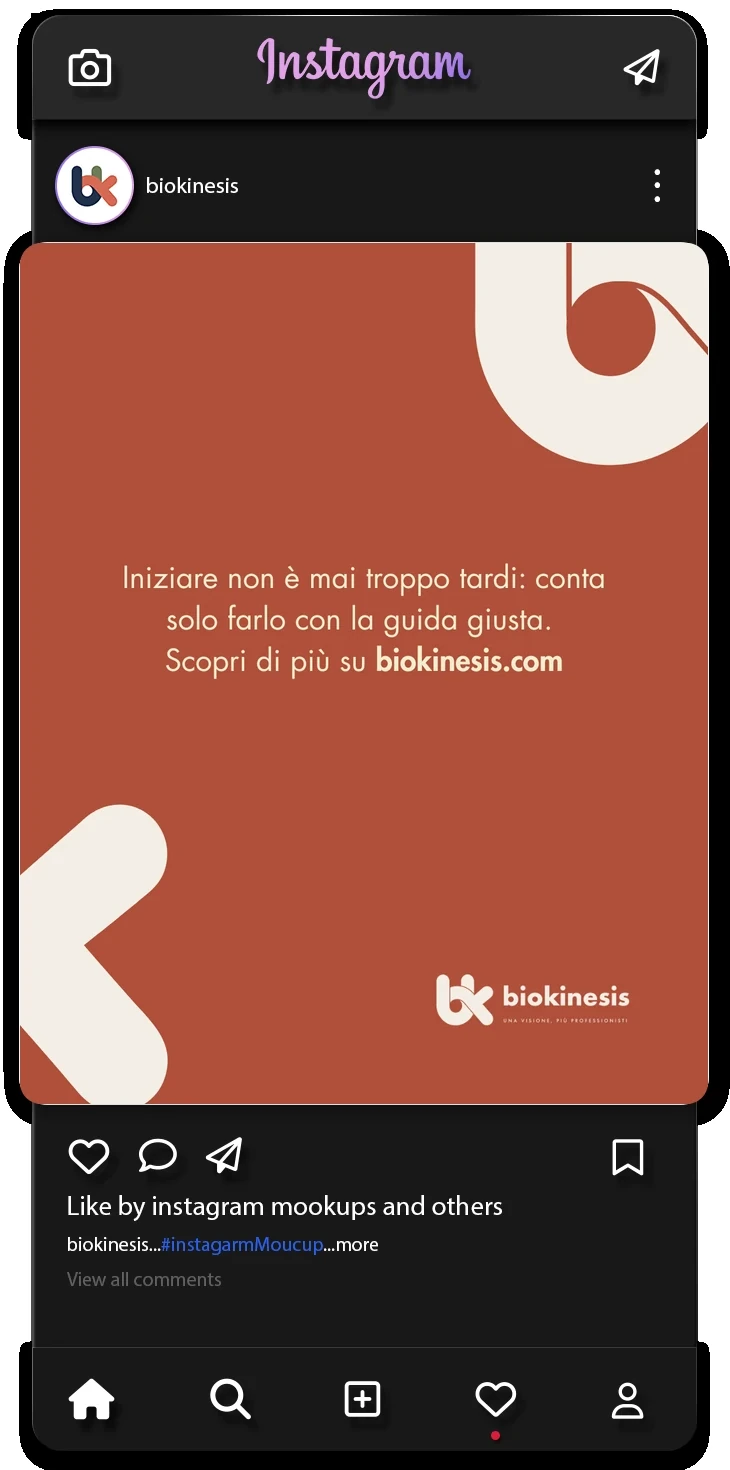 Instagram
biokinesis
Iniziare non è mai troppo tardi: conta
solo farlo con la guida giusta.
Scopri di più su biokinesis.com
biokinesis
UNA VISIONE, PIÙ PROFESSIONISTI
Like by instagram mookups and others
biokinesis...#instagarmMoucup...more
View all comments